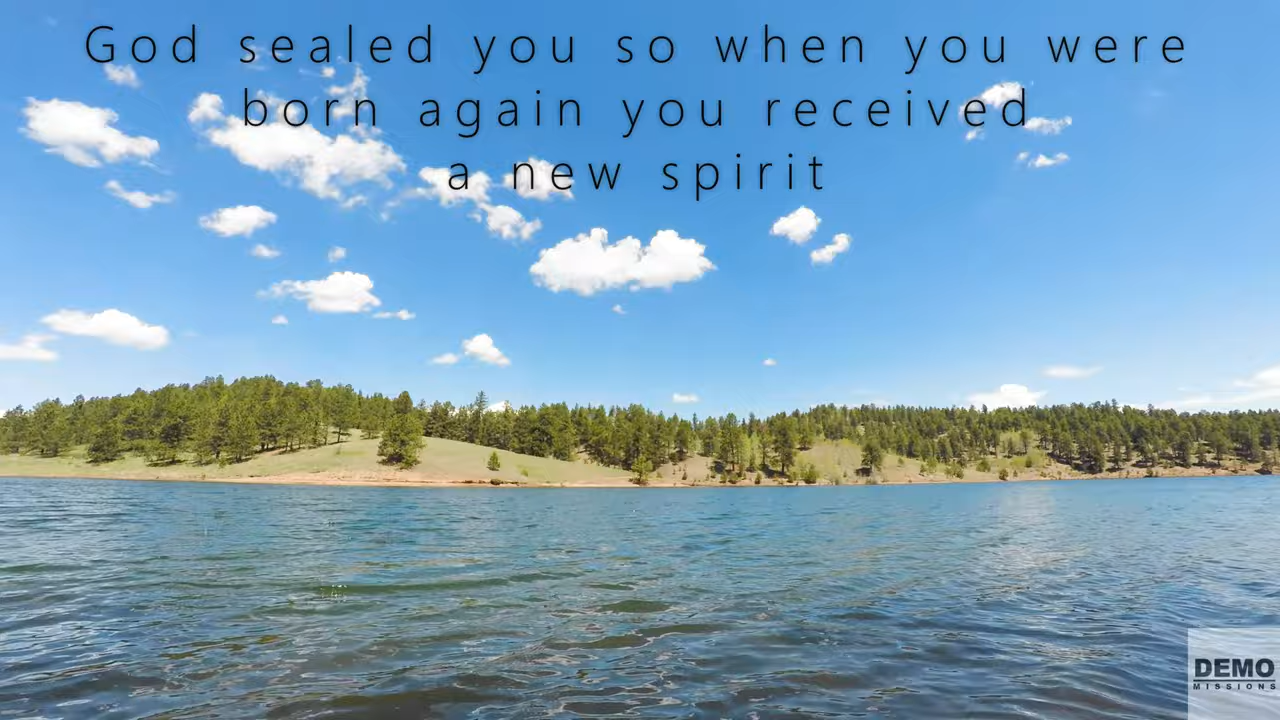 God sealed you so when you were
born again you received
a new spirit
DEMO
MISSIONS